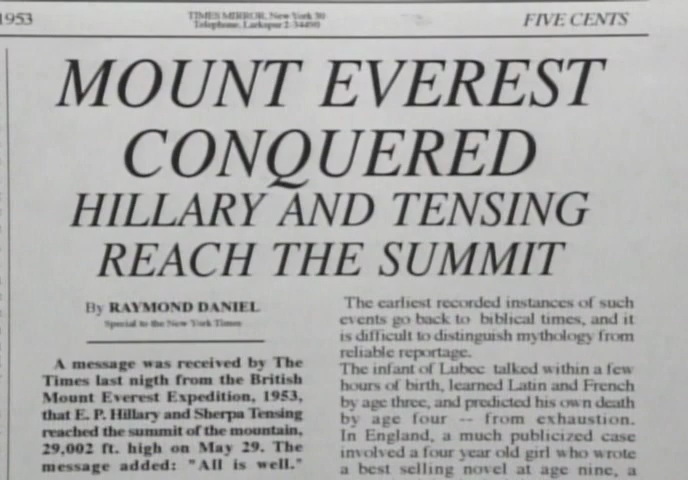 1953
TIMES MIRROR, New York 30
Telephone, Larkspur 2-34490
FIVE CENTS
MOUNT EVEREST
CONQUERED
HILLARY AND TENSING
REACH THE SUMMIT
By RAYMOND DANIEL
Special to the New York Times
A message was received by The
Times last nigth from the British
Mount Everest Expedition, 1953,
that E. P. Hillary and Sherpa Tensing
reached the summit of the mountain,
29,002 ft. high on May 29. The
message added: "All is well."
The earliest recorded instances of such
events go back to biblical times, and it
is difficult to distinguish mythology from
reliable reportage.
The infant of Lubec talked within a few
hours of birth, learned Latin and French
by age three, and predicted his own death
by age four -- from exhaustion.
In England, a much publicized case
involved a four year old girl who wrote
a best selling novel at age nine, a